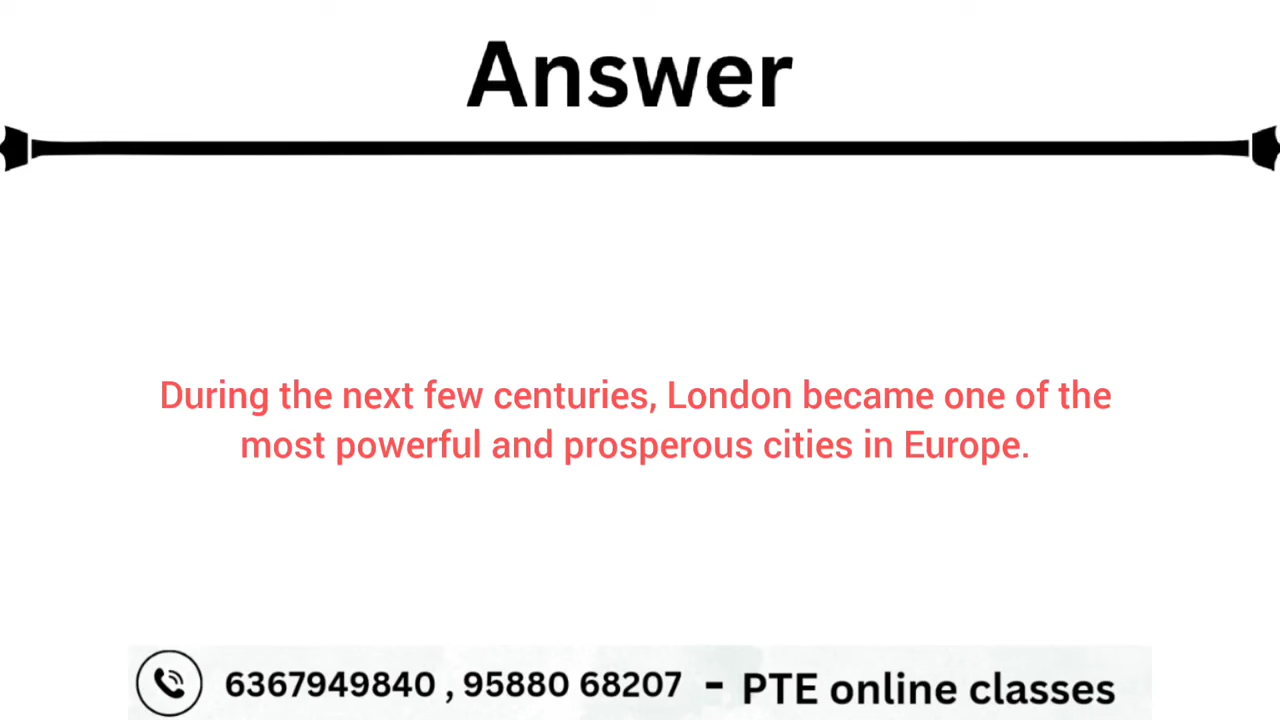 Answer
During the next few centuries, London became one of the
most powerful and prosperous cities in Europe.
6367949840 , 95880 68207 - PTE online classes